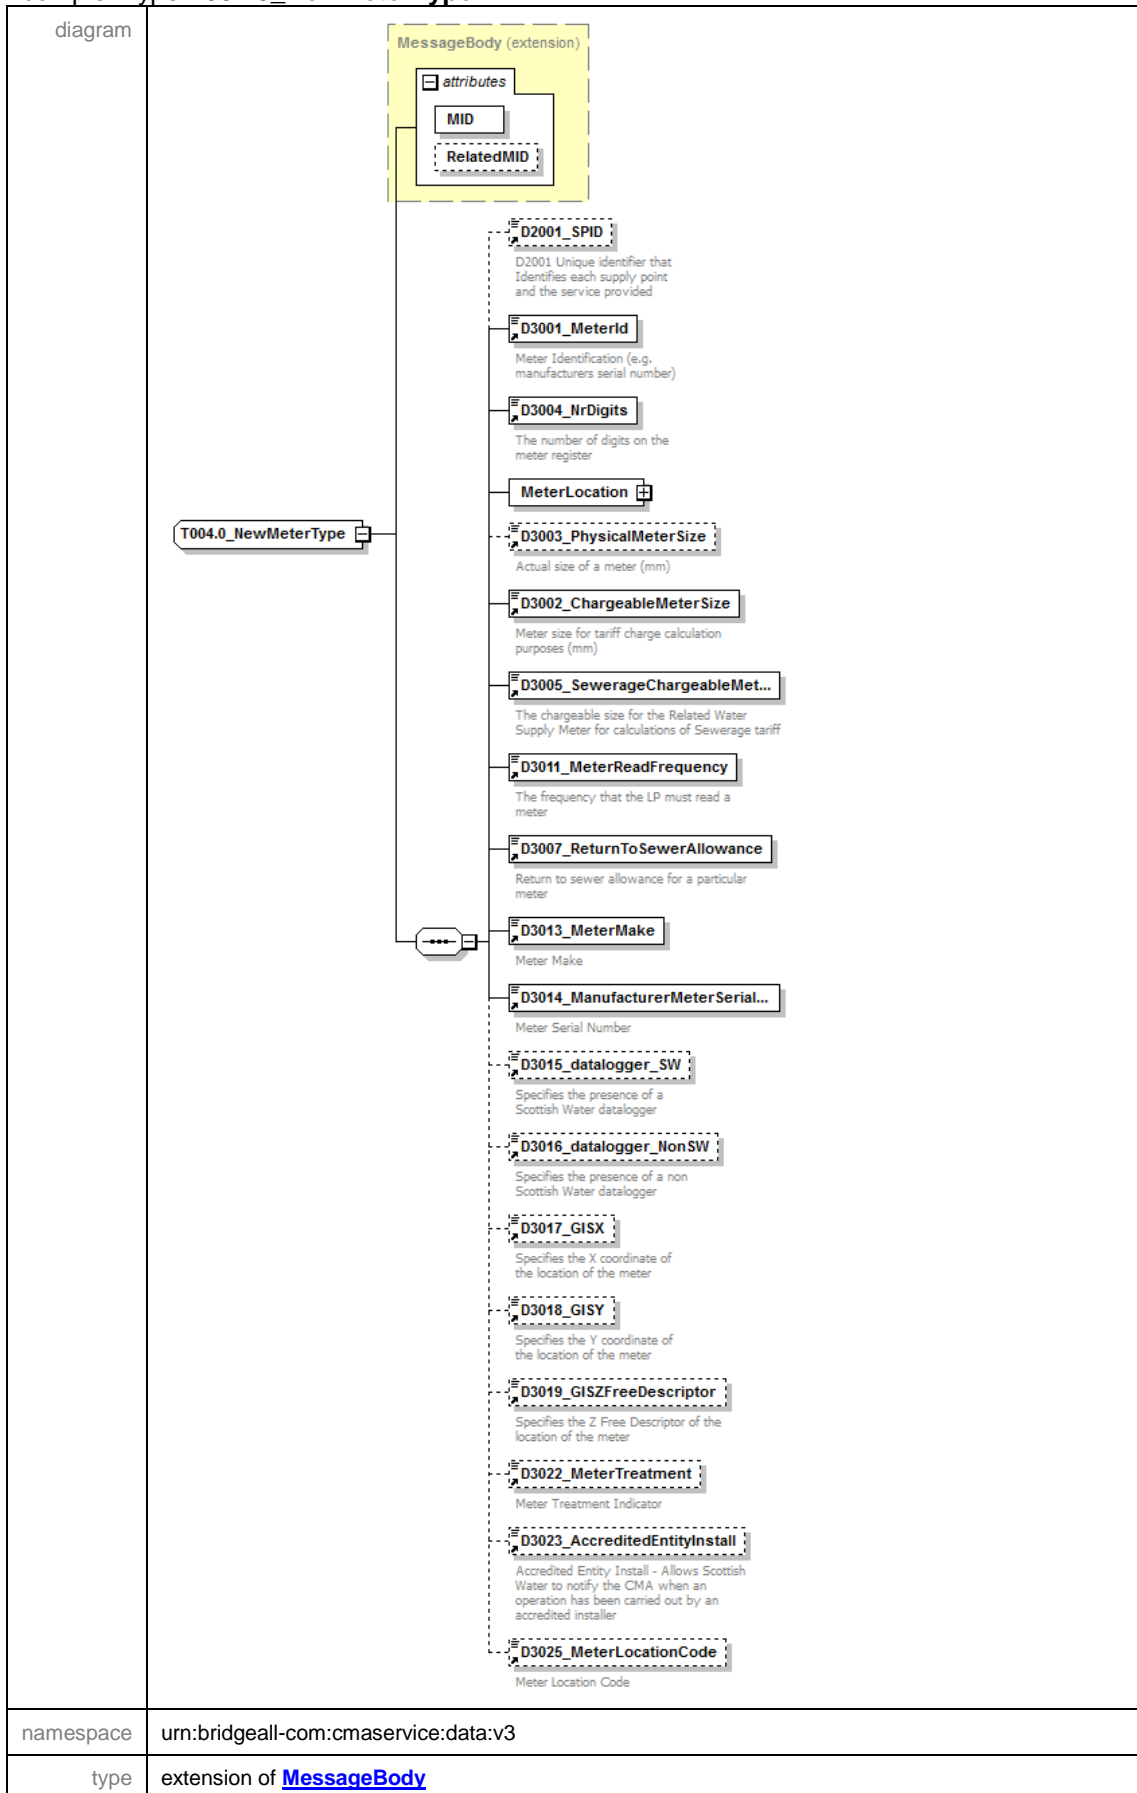 diagram
MessageBody (extension)
attributes
MID
RelatedMID
D2001_SPID
D2001 Unique identifier that
Identifies each supply point
and the service provided
D3001_MeterId
Meter Identification (e.g.
manufacturers serial number)
D3004_NrDigits
The number of digits on the
meter register
MeterLocation
T004.0_NewMeterType
D3003_PhysicalMeterSize
Actual size of a meter (mm)
D3002_ChargeableMeterSize
Meter size for tariff charge calculation
purposes (mm)
D3005_SewerageChargeableMet...
The chargeable size for the Related Water
Supply Meter for calculations of Sewerage tariff
D3011_MeterReadFrequency
The frequency that the LP must read a
meter
D3007_ReturnToSewerAllowance
Return to sewer allowance for a particular
meter
D3013_MeterMake
Meter Make
D3014_ManufacturerMeterSerial...
Meter Serial Number
D3015_datalogger_SW
Specifies the presence of a
Scottish Water datalogger
D3016_datalogger_NonSW
Specifies the presence of a non
Scottish Water datalogger
D3017_GISX
Specifies the X coordinate of
the location of the meter
D3018_GISY
Specifies the Y coordinate of
the location of the meter
D3019_GISZFreeDescriptor
Specifies the Z Free Descriptor of the
location of the meter
D3022_MeterTreatment
Meter Treatment Indicator
D3023_AccreditedEntityInstall
Accredited Entity Install - Allows Scottish
Water to notify the CMA when an
operation has been carried out by an
accredited installer
D3025_MeterLocationCode
Meter Location Code
namespace urn:bridgeall-com:cmaservice:data:v3
type extension of MessageBody